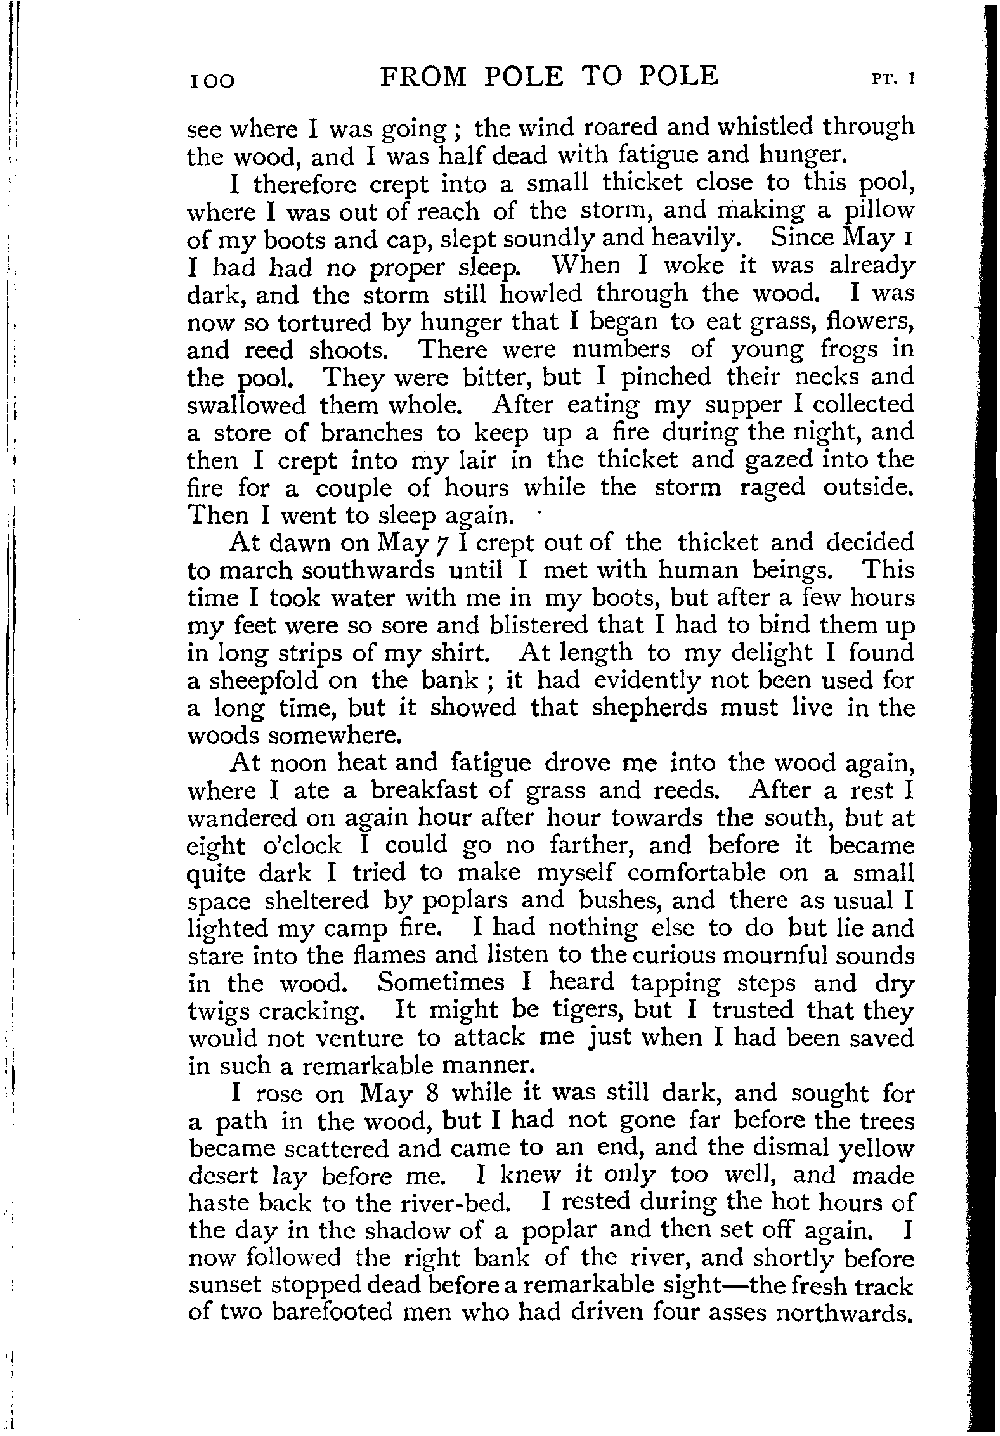 100 FROM POLE TO POLE PT. I
see where I was going ; the wind roared and whistled through
the wood, and I was half dead with fatigue and hunger.
I therefore crept into a small thicket close to this pool,
where I was out of reach of the storm, and making a pillow
of my boots and cap, slept soundly and heavily. Since May 1
I had had no proper sleep. When I woke it was already
dark, and the storm still howled through the wood. I was
now so tortured by hunger that I began to eat grass, flowers,
and reed shoots. There were numbers of young frogs in
the pool. They were bitter, but I pinched their necks and
swallowed them whole. After eating my supper I collected
a store of branches to keep up a fire during the night, and
then I crept into my lair in the thicket and gazed into the
fire for a couple of hours while the storm raged outside.
Then I went to sleep again.
At dawn on May 7 I crept out of the thicket and decided
to march southwards until I met with human beings. This
time I took water with me in my boots, but after a few hours
my feet were so sore and blistered that I had to bind them up
in long strips of my shirt. At length to my delight I found
a sheepfold on the bank ; it had evidently not been used for
a long time, but it showed that shepherds must live in the
woods somewhere.
At noon heat and fatigue drove me into the wood again,
where I ate a breakfast of grass and reeds. After a rest I
wandered on again hour after hour towards the south, but at
eight o'clock I could go no farther, and before it became
quite dark I tried to make myself comfortable on a small
space sheltered by poplars and bushes, and there as usual I
lighted my camp fire. I had nothing else to do but lie and
stare into the flames and listen to the curious mournful sounds
in the wood. Sometimes I heard tapping steps and dry
twigs cracking. It might be tigers, but I trusted that they
would not venture to attack me just when I had been saved
in such a remarkable manner.
I rose on May 8 while it was still dark, and sought for
a path in the wood, but I had not gone far before the trees
became scattered and came to an end, and the dismal yellow
desert lay before me. I knew it only too well, and made
haste back to the river-bed. I rested during the hot hours of
the day in the shadow of a poplar and then set off again. I
now followed the right bank of the river, and shortly before
sunset stopped dead before a remarkable sight—the fresh track
of two barefooted men who had driven four asses northwards.